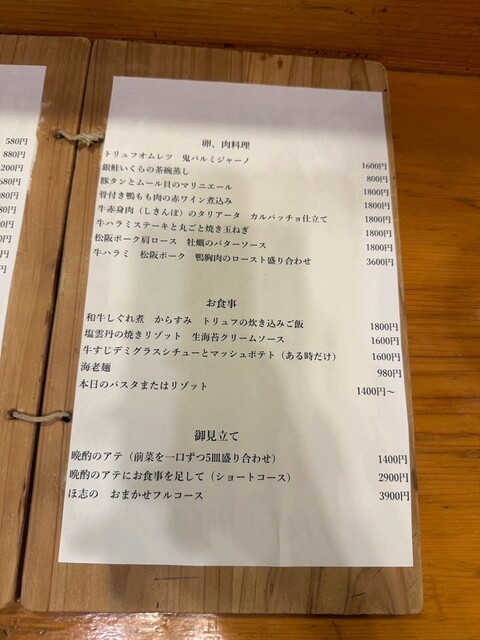 580円
880円
200円
卵、肉料理
トリュフオムレツ 鬼パルミジャーノ 1600円
銀鮭いくらの茶碗蒸し 800円
豚タンとムール貝のマリニエール 1800円
骨付き鴨もも肉の赤ワイン煮込み 1800円
牛赤身肉（しきんぼ）のタリアータ カルパッチョ仕立て 1800円
牛ハラミステーキと丸ごと焼き玉ねぎ 1800円
松阪ポーク肩ロース 牡蠣のバターソース 1800円
牛ハラミ 松阪ポーク 鴨胸肉のロースト盛り合わせ 3600円
お食事
和牛しぐれ煮 からすみ トリュフの炊き込みご飯 1800円
塩雲丹の焼きリゾット 生海苔クリームソース 1600円
牛すじデミグラスシチューとマッシュポテト（ある時だけ） 1600円
海老麺 980円
本日のパスタまたはリゾット 1400円～
御見立て
晩酌のアテ（前菜を一口ずつ5皿盛り合わせ） 1400円
晩酌のアテにお食事を足して（ショートコース） 2900円
ほ志の おまかせフルコース 3900円